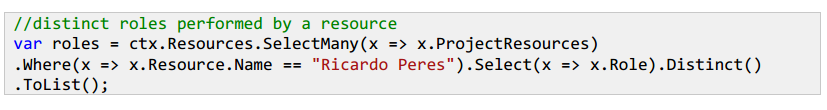 //distinct roles performed by a resource
var roles = ctx.Resources.SelectMany(x => x.ProjectResources)
.Where(x => x.Resource.Name == "Ricardo Peres").Select(x => x.Role).Distinct()
.ToList();